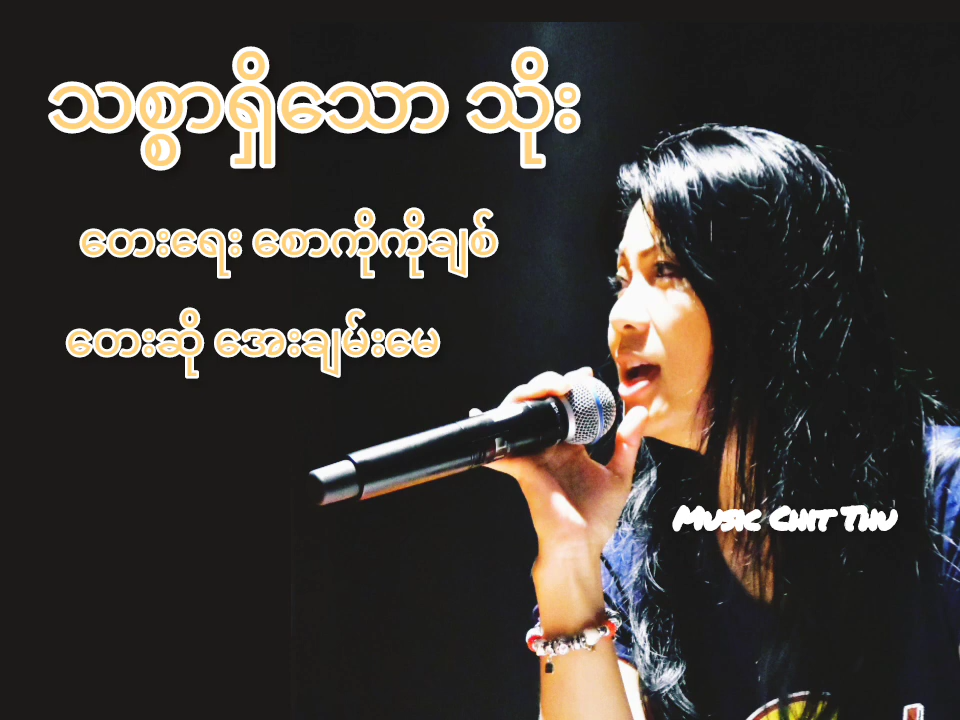 သစ္စာရှိသော သိုး
တေးရေး စောကိုကိုချစ်
တေးဆို အေးချမ်းမေ
Music Chit Thu